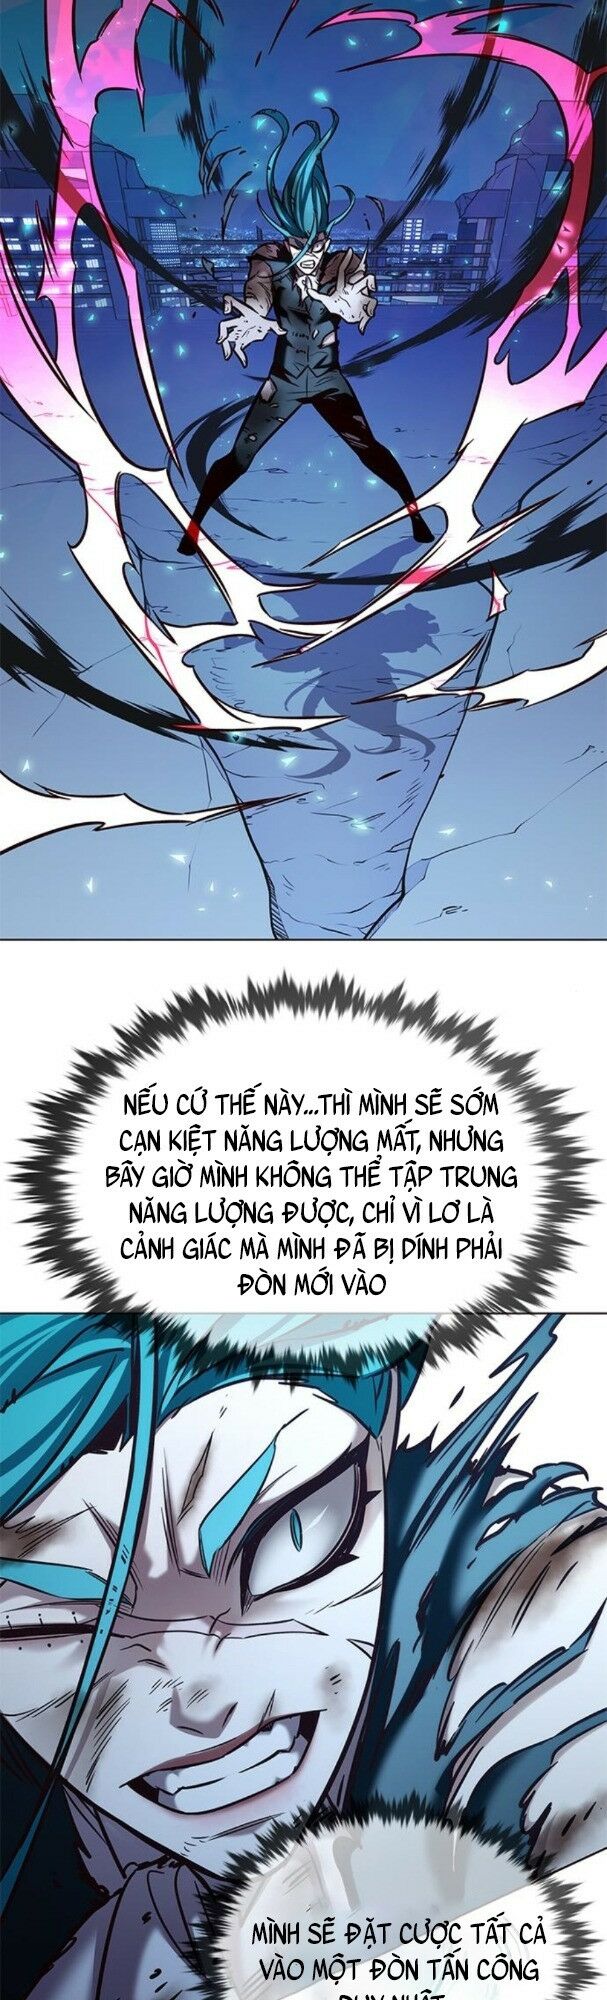 NẾU CỨ THẾ NÀY...THÌ MÌNH SẼ SỚM
CẠN KIỆT NĂNG LƯỢNG MẤT, NHƯNG
BÂY GIỜ MÌNH KHÔNG THỂ TẬP TRUNG
NĂNG LƯỢNG ĐƯỢC, CHỈ VÌ LƠ LÀ
CẢNH GIÁC MÀ MÌNH ĐÃ BỊ DÍNH PHẢI
ĐÒN MỚI VÀO
MÌNH SẼ ĐẶT CƯỢC TẤT CẢ
VÀO MỘT ĐÒN TẤN CÔNG
DUY NHẤT